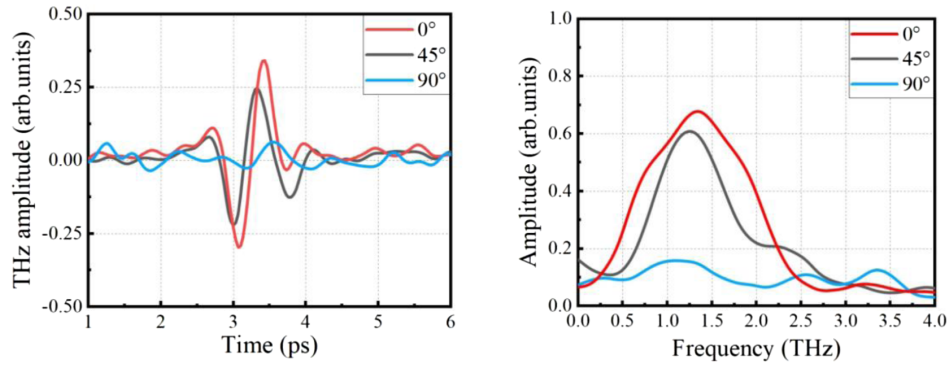 THz amplitude (arb.units)
0.50
0.25
0.00
-0.25
-0.50
0°
45°
90°
1 2 3 4 5 6
Time (ps)
Amplitude (arb.units)
1.0
0.8
0.6
0.4
0.2
0.0
0°
45°
90°
0.0 0.5 1.0 1.5 2.0 2.5 3.0 3.5 4.0
Frequency (THz)